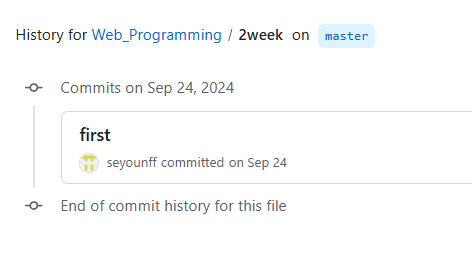 History for Web_Programming / 2week on master
Commits on Sep 24, 2024
first
seyounff committed on Sep 24
End of commit history for this file